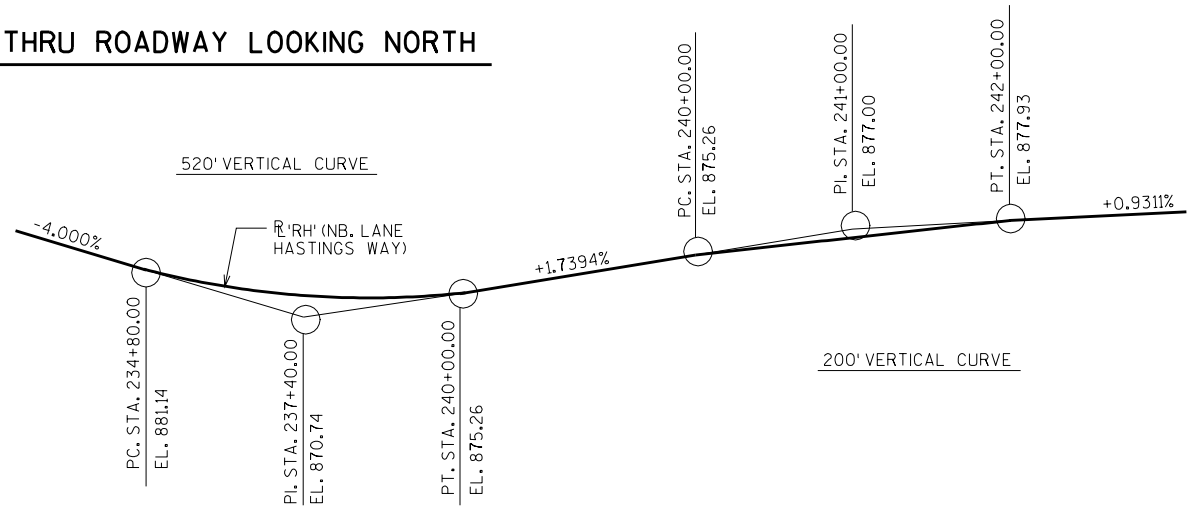 THRU ROADWAY LOOKING NORTH
520' VERTICAL CURVE
-4.000%
℞ 'RH' (NB. LANE
HASTINGS WAY)
PC. STA. 234+80.00
EL. 881.14
PI. STA. 237+40.00
EL. 870.74
PT. STA. 240+00.00
EL. 875.26
+1.7394%
PC. STA. 240+00.00
EL. 875.26
PI. STA. 241+00.00
EL. 877.00
PT. STA. 242+00.00
EL. 877.93
+0.9311%
200' VERTICAL CURVE